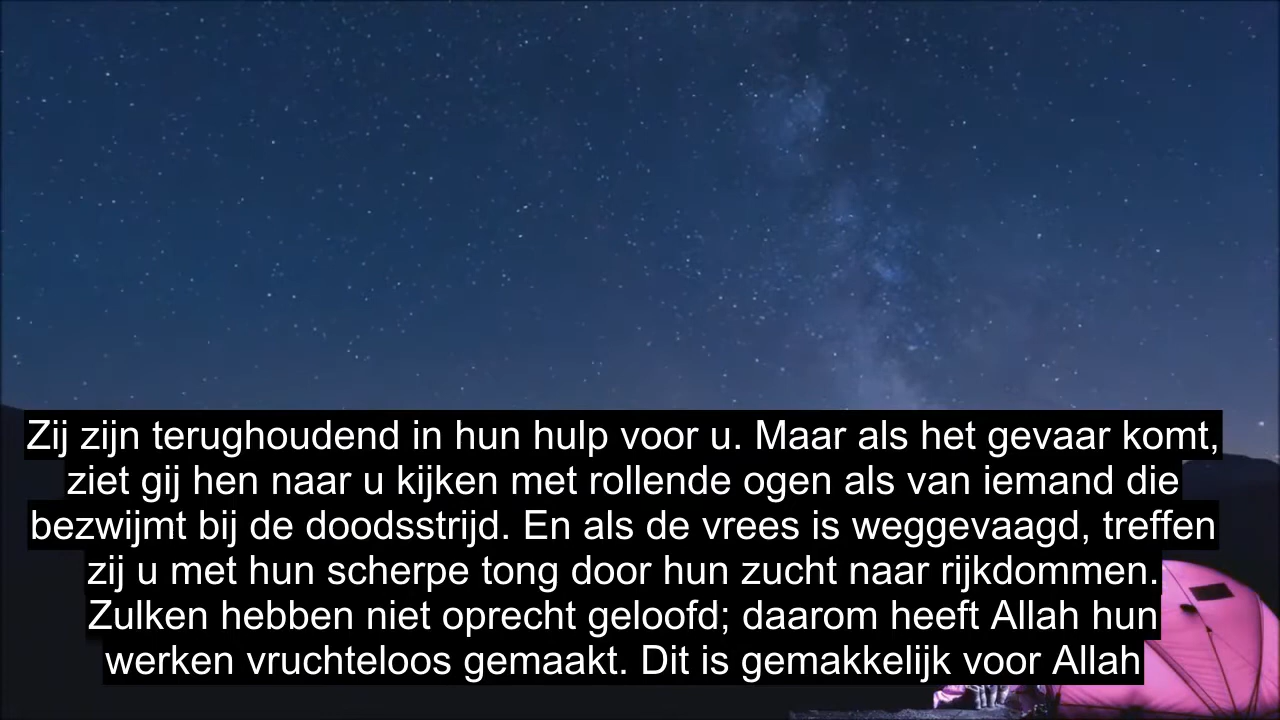 Zij zijn terughoudend in hun hulp voor u. Maar als het gevaar komt,
ziet gij hen naar u kijken met rollende ogen als van iemand die
bezwijmt bij de doodsstrijd. En als de vrees is weggevaagd, treffen
zij u met hun scherpe tong door hun zucht naar rijkdommen.
Zulken hebben niet oprecht geloofd; daarom heeft Allah hun
werken vruchteloos gemaakt. Dit is gemakkelijk voor Allah